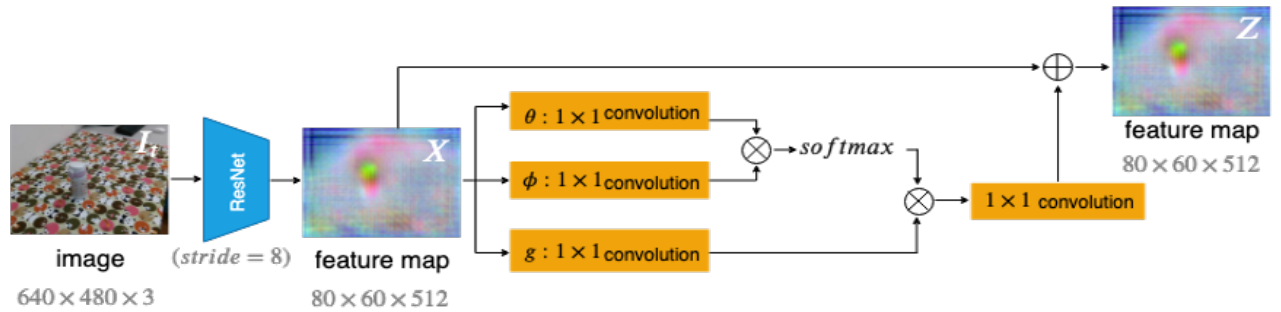 I_t
image
640 × 480 × 3
ResNet
(stride = 8)
X
feature map
80 × 60 × 512
θ : 1 × 1 convolution
ϕ : 1 × 1 convolution
g : 1 × 1 convolution
softmax
1 × 1 convolution
Z
feature map
80 × 60 × 512